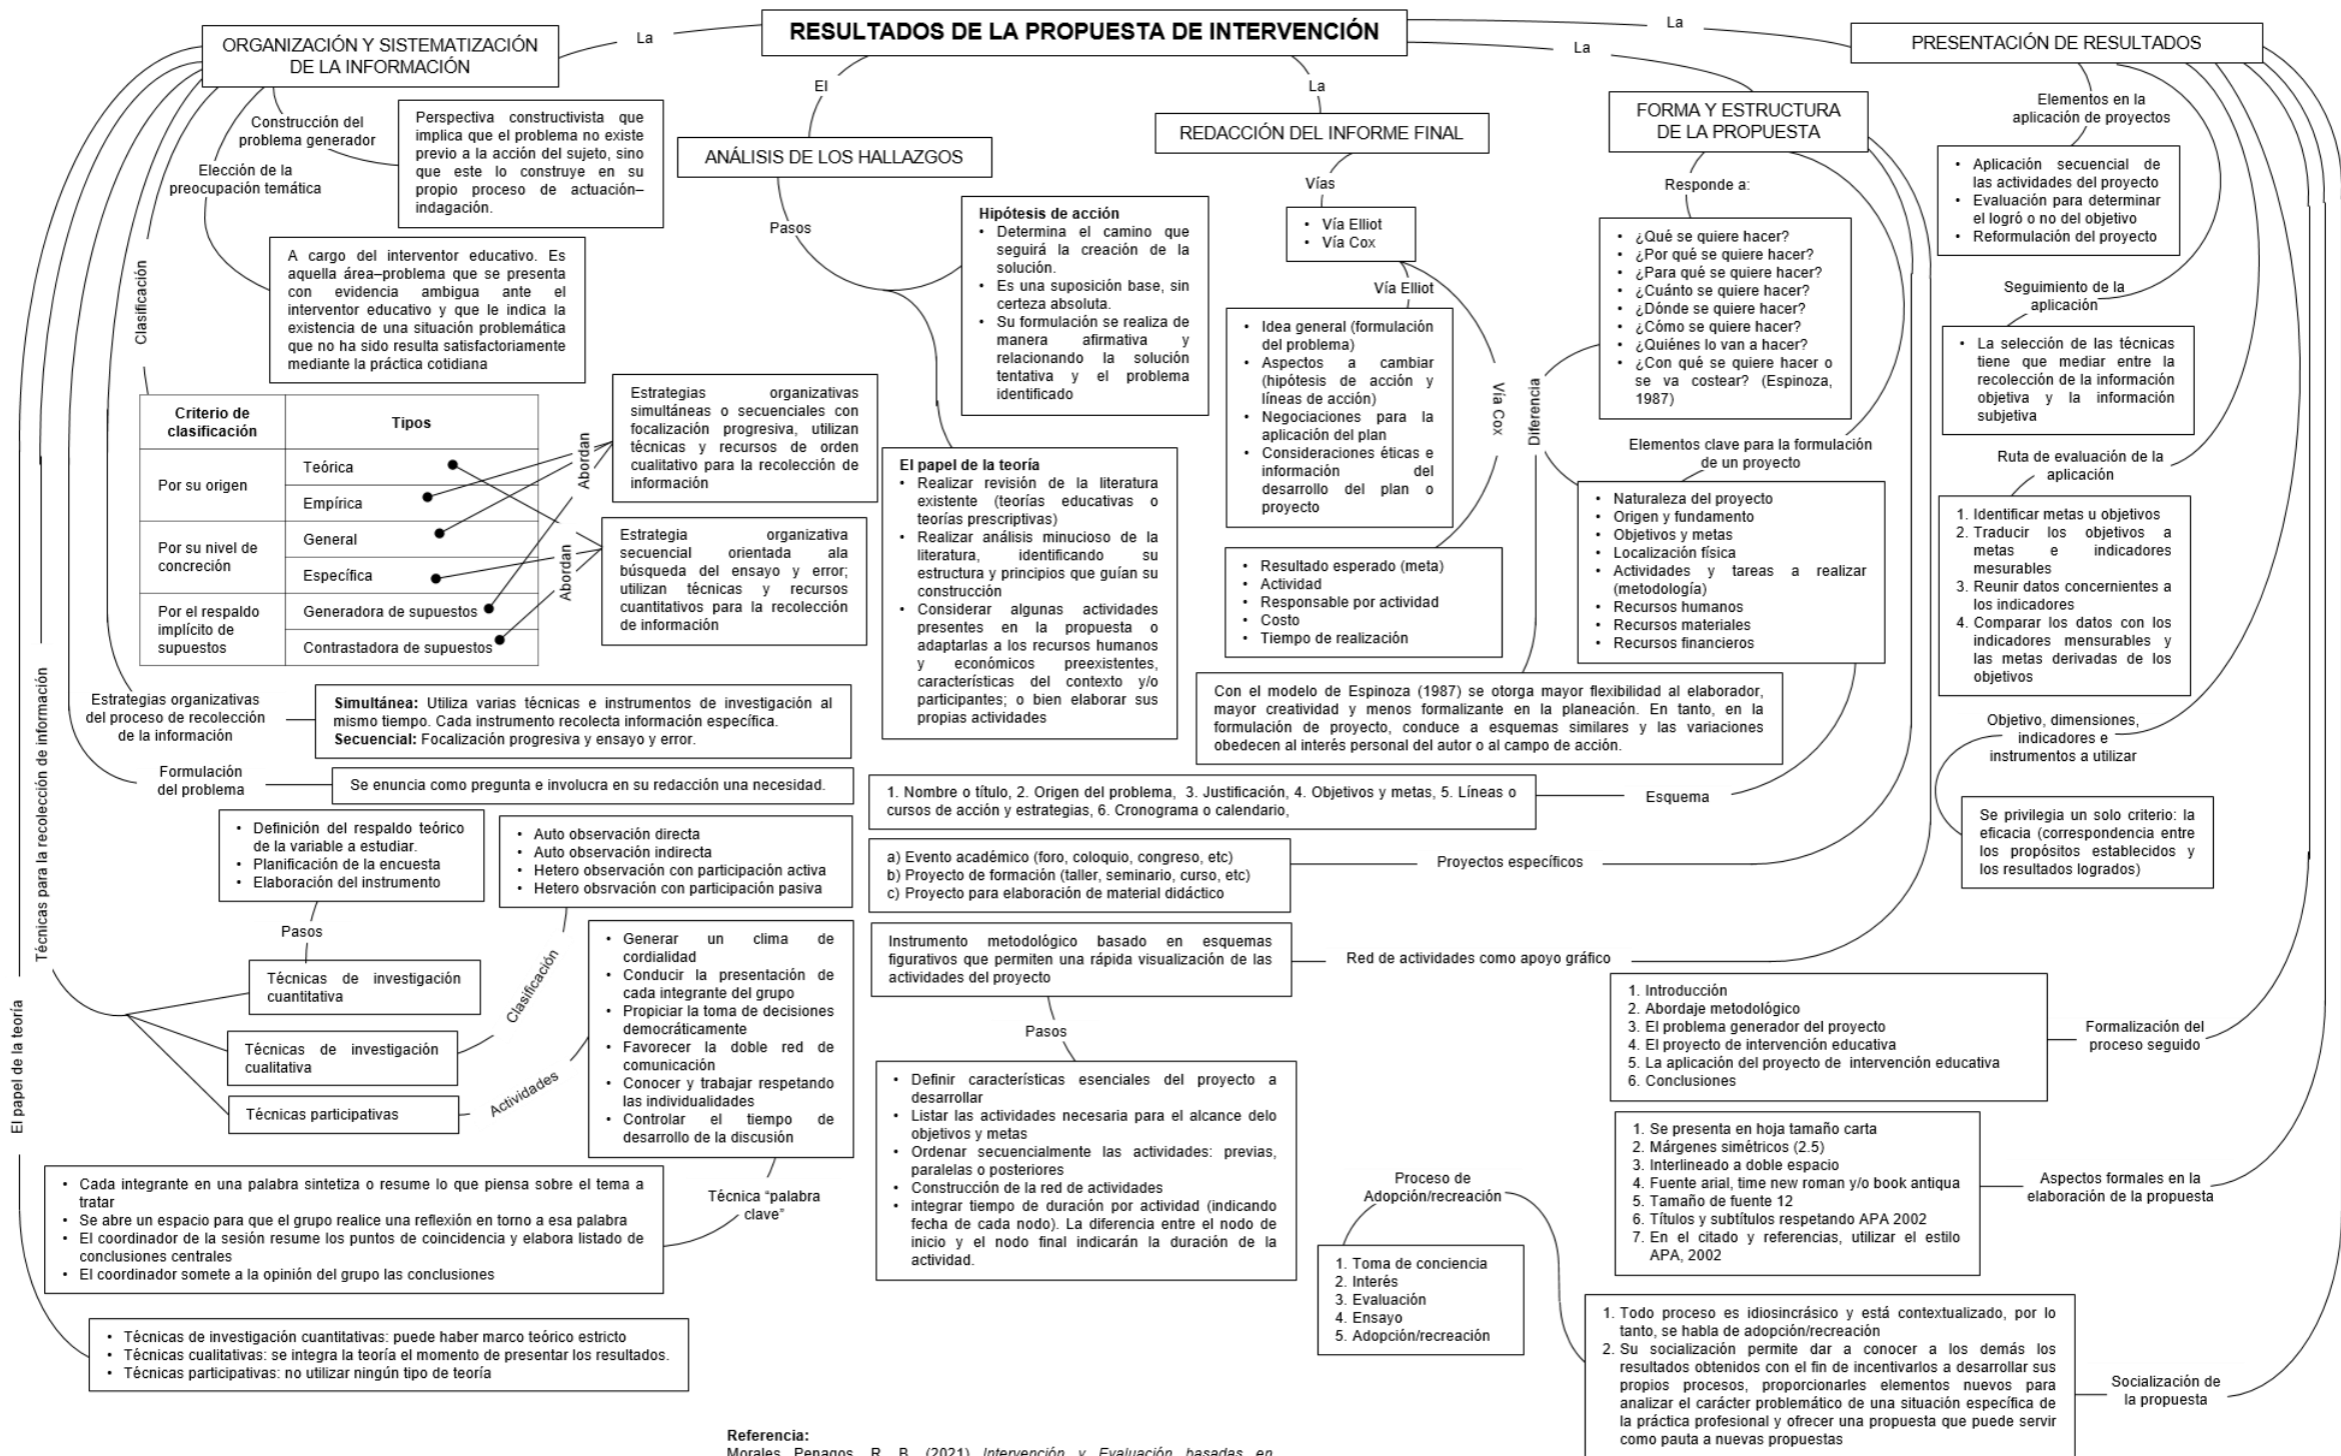 RESULTADOS DE LA PROPUESTA DE INTERVENCIÓN
La
El
La
La
La
ORGANIZACIÓN Y SISTEMATIZACIÓN
DE LA INFORMACIÓN
Construcción del
problema generador
Perspectiva constructivista que
implica que el problema no existe
previo a la acción del sujeto, sino
que este lo construye en su
propio proceso de actuación–
indagación.
Elección de la
preocupación temática
A cargo del interventor educativo. Es
aquella área–problema que se presenta
con evidencia ambigua ante el
interventor educativo y que le indica la
existencia de una situación problemática
que no ha sido resulta satisfactoriamente
mediante la práctica cotidiana
Clasificación
Criterio de
clasificación
Tipos
Por su origen
Teórica
Empírica
Por su nivel de
concreción
General
Específica
Por el respaldo
implícito de
supuestos
Generadora de supuestos
Contrastadora de supuestos
Abordan
Estrategias organizativas
simultáneas o secuenciales con
focalización progresiva, utilizan
técnicas y recursos de orden
cualitativo para la recolección de
información
Abordan
Estrategia organizativa
secuencial orientada ala
búsqueda del ensayo y error;
utilizan técnicas y recursos
cuantitativos para la recolección
de información
Estrategias organizativas
del proceso de recolección
de la información
Simultánea: Utiliza varias técnicas e instrumentos de investigación al
mismo tiempo. Cada instrumento recolecta información específica.
Secuencial: Focalización progresiva y ensayo y error.
Formulación
del problema
Se enuncia como pregunta e involucra en su redacción una necesidad.
Técnicas para la recolección de información
• Definición del respaldo teórico
de la variable a estudiar.
• Planificación de la encuesta
• Elaboración del instrumento
Pasos
Técnicas de investigación
cuantitativa
• Auto observación directa
• Auto observación indirecta
• Hetero observación con participación activa
• Hetero obsrvación con participación pasiva
Clasificación
Técnicas de investigación
cualitativa
Técnicas participativas
Actividades
• Generar un clima de
cordialidad
• Conducir la presentación de
cada integrante del grupo
• Propiciar la toma de decisiones
democráticamente
• Favorecer la doble red de
comunicación
• Conocer y trabajar respetando
las individualidades
• Controlar el tiempo de
desarrollo de la discusión
Técnica “palabra
clave”
• Cada integrante en una palabra sintetiza o resume lo que piensa sobre el tema a
tratar
• Se abre un espacio para que el grupo realice una reflexión en torno a esa palabra
• El coordinador de la sesión resume los puntos de coincidencia y elabora listado de
conclusiones centrales
• El coordinador somete a la opinión del grupo las conclusiones
El papel de la teoría
• Técnicas de investigación cuantitativas: puede haber marco teórico estricto
• Técnicas cualitativas: se integra la teoría el momento de presentar los resultados.
• Técnicas participativas: no utilizar ningún tipo de teoría
ANÁLISIS DE LOS HALLAZGOS
Pasos
Hipótesis de acción
• Determina el camino que
seguirá la creación de la
solución.
• Es una suposición base, sin
certeza absoluta.
• Su formulación se realiza de
manera afirmativa y
relacionando la solución
tentativa y el problema
identificado
El papel de la teoría
• Realizar revisión de la literatura
existente (teorías educativas o
teorías prescriptivas)
• Realizar análisis minucioso de la
literatura, identificando su
estructura y principios que guían su
construcción
• Considerar algunas actividades
presentes en la propuesta o
adaptarlas a los recursos humanos
y económicos preexistentes,
características del contexto y/o
participantes; o bien elaborar sus
propias actividades
REDACCIÓN DEL INFORME FINAL
Vías
• Vía Elliot
• Vía Cox
Vía Elliot
• Idea general (formulación
del problema)
• Aspectos a cambiar
(hipótesis de acción y
líneas de acción)
• Negociaciones para la
aplicación del plan
• Consideraciones éticas e
información del
desarrollo del plan o
proyecto
Vía Cox
• Resultado esperado (meta)
• Actividad
• Responsable por actividad
• Costo
• Tiempo de realización
FORMA Y ESTRUCTURA
DE LA PROPUESTA
Responde a:
• ¿Qué se quiere hacer?
• ¿Por qué se quiere hacer?
• ¿Para qué se quiere hacer?
• ¿Cuánto se quiere hacer?
• ¿Dónde se quiere hacer?
• ¿Cómo se quiere hacer?
• ¿Quiénes lo van a hacer?
• ¿Con qué se quiere hacer o
se va costear? (Espinoza,
1987)
Elementos clave para la formulación
de un proyecto
• Naturaleza del proyecto
• Origen y fundamento
• Objetivos y metas
• Localización física
• Actividades y tareas a realizar
(metodología)
• Recursos humanos
• Recursos materiales
• Recursos financieros
Diferencia
Con el modelo de Espinoza (1987) se otorga mayor flexibilidad al elaborador,
mayor creatividad y menos formalizante en la planeación. En tanto, en la
formulación de proyecto, conduce a esquemas similares y las variaciones
obedecen al interés personal del autor o al campo de acción.
Esquema
1. Nombre o título, 2. Origen del problema, 3. Justificación, 4. Objetivos y metas, 5. Líneas o
cursos de acción y estrategias, 6. Cronograma o calendario,
Proyectos específicos
a) Evento académico (foro, coloquio, congreso, etc)
b) Proyecto de formación (taller, seminario, curso, etc)
c) Proyecto para elaboración de material didáctico
Red de actividades como apoyo gráfico
Instrumento metodológico basado en esquemas
figurativos que permiten una rápida visualización de las
actividades del proyecto
Pasos
• Definir características esenciales del proyecto a
desarrollar
• Listar las actividades necesaria para el alcance delo
objetivos y metas
• Ordenar secuencialmente las actividades: previas,
paralelas o posteriores
• Construcción de la red de actividades
• integrar tiempo de duración por actividad (indicando
fecha de cada nodo). La diferencia entre el nodo de
inicio y el nodo final indicarán la duración de la
actividad.
PRESENTACIÓN DE RESULTADOS
Elementos en la
aplicación de proyectos
• Aplicación secuencial de
las actividades del proyecto
• Evaluación para determinar
el logró o no del objetivo
• Reformulación del proyecto
Seguimiento de la
aplicación
• La selección de las técnicas
tiene que mediar entre la
recolección de la información
objetiva y la información
subjetiva
Ruta de evaluación de la
aplicación
1. Identificar metas u objetivos
2. Traducir los objetivos a
metas e indicadores
mesurables
3. Reunir datos concernientes a
los indicadores
4. Comparar los datos con los
indicadores mensurables y
las metas derivadas de los
objetivos
Objetivo, dimensiones,
indicadores e
instrumentos a utilizar
Se privilegia un solo criterio: la
eficacia (correspondencia entre
los propósitos establecidos y
los resultados logrados)
Formalización del
proceso seguido
1. Introducción
2. Abordaje metodológico
3. El problema generador del proyecto
4. El proyecto de intervención educativa
5. La aplicación del proyecto de intervención educativa
6. Conclusiones
Aspectos formales en la
elaboración de la propuesta
1. Se presenta en hoja tamaño carta
2. Márgenes simétricos (2.5)
3. Interlineado a doble espacio
4. Fuente arial, time new roman y/o book antiqua
5. Tamaño de fuente 12
6. Títulos y subtítulos respetando APA 2002
7. En el citado y referencias, utilizar el estilo
APA, 2002
Socialización de
la propuesta
1. Todo proceso es idiosincrásico y está contextualizado, por lo
tanto, se habla de adopción/recreación
2. Su socialización permite dar a conocer a los demás los
resultados obtenidos con el fin de incentivarlos a desarrollar sus
propios procesos, proporcionarles elementos nuevos para
analizar el carácter problemático de una situación específica de
la práctica profesional y ofrecer una propuesta que puede servir
como pauta a nuevas propuestas
Proceso de
Adopción/recreación
1. Toma de conciencia
2. Interés
3. Evaluación
4. Ensayo
5. Adopción/recreación
Referencia:
Morales Penagos, R. B. (2021) Intervención y Evaluación basadas en